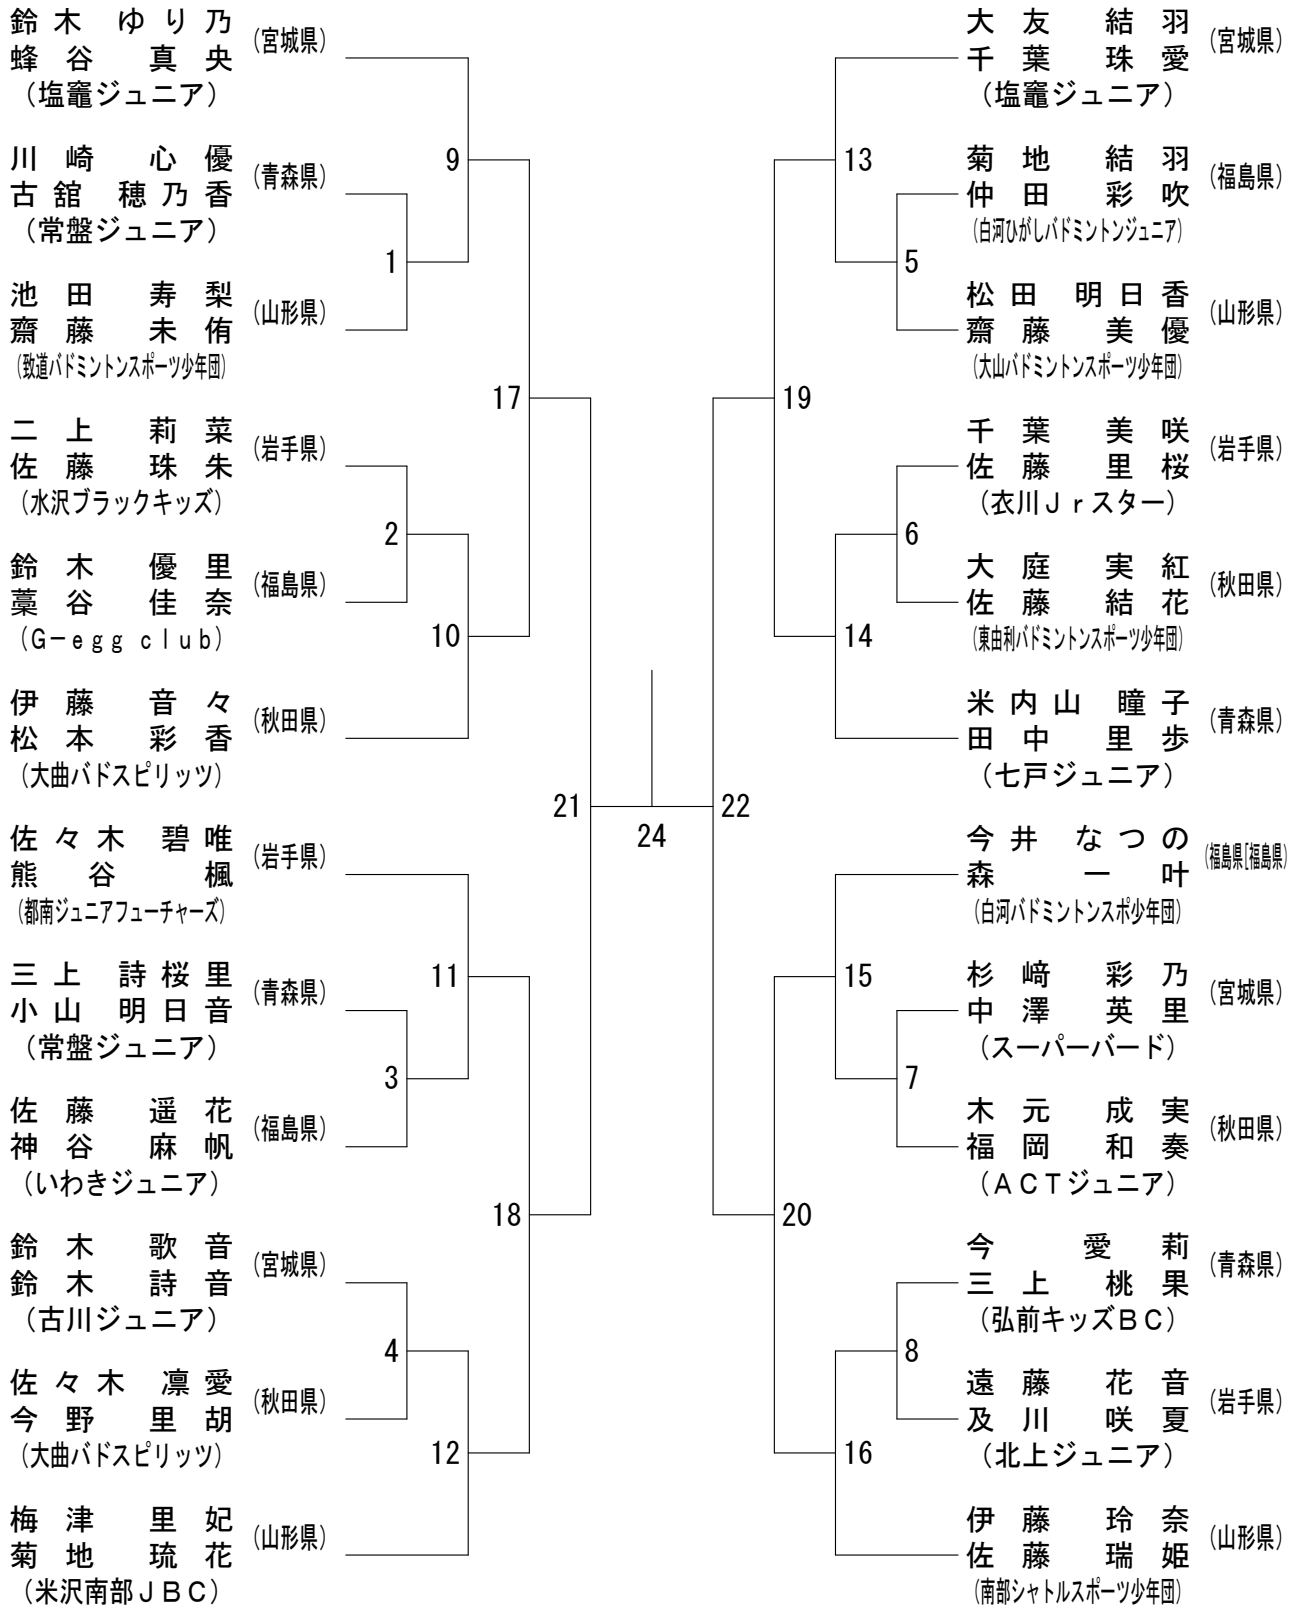 鈴木 ゆり乃
蜂谷 真央
(宮城県)
(塩竈ジュニア)
川崎 心優
古舘 穂乃香
(青森県)
(常盤ジュニア)
池田 寿梨
齋藤 未侑
(山形県)
(致道バドミントンスポーツ少年団)
二上 莉菜
佐藤 珠朱
(岩手県)
(水沢ブラックキッズ)
鈴木 優里
藁谷 佳奈
(福島県)
(G-egg club)
伊藤 音々
松本 彩香
(秋田県)
(大曲バドスピリッツ)
佐々木 碧唯
熊谷 楓
(岩手県)
(都南ジュニアフューチャーズ)
三上 詩桜里
小山 明日音
(青森県)
(常盤ジュニア)
佐藤 遥花
神谷 麻帆
(福島県)
(いわきジュニア)
鈴木 歌音
鈴木 詩音
(宮城県)
(古川ジュニア)
佐々木 凛愛
今野 里胡
(秋田県)
(大曲バドスピリッツ)
梅津 里妃
菊地 琉花
(山形県)
(米沢南部JBC)
9
1
17
2
10
21
11
3
18
4
12
24
13
5
19
6
14
22
15
7
20
8
16
大友 結羽
千葉 珠愛
(宮城県)
(塩竈ジュニア)
菊地 結羽
仲田 彩吹
(福島県)
(白河ひがしバドミントンジュニア)
松田 明日香
齋藤 美優
(山形県)
(大山バドミントンスポーツ少年団)
千葉 美咲
佐藤 里桜
(岩手県)
(衣川Jrスター)
大庭 実紅
佐藤 結花
(秋田県)
(東由利バドミントンスポーツ少年団)
米内山 瞳子
田中 里歩
(青森県)
(七戸ジュニア)
今井 なつの
森 一叶
(福島県[福島県)
(白河バドミントンスポ少年団)
杉﨑 彩乃
中澤 英里
(宮城県)
(スーパーバード)
木元 成実
福岡 和奏
(秋田県)
(ACTジュニア)
今 愛莉
三上 桃果
(青森県)
(弘前キッズBC)
遠藤 花音
及川 咲夏
(岩手県)
(北上ジュニア)
伊藤 玲奈
佐藤 瑞姫
(山形県)
(南部シャトルスポーツ少年団)